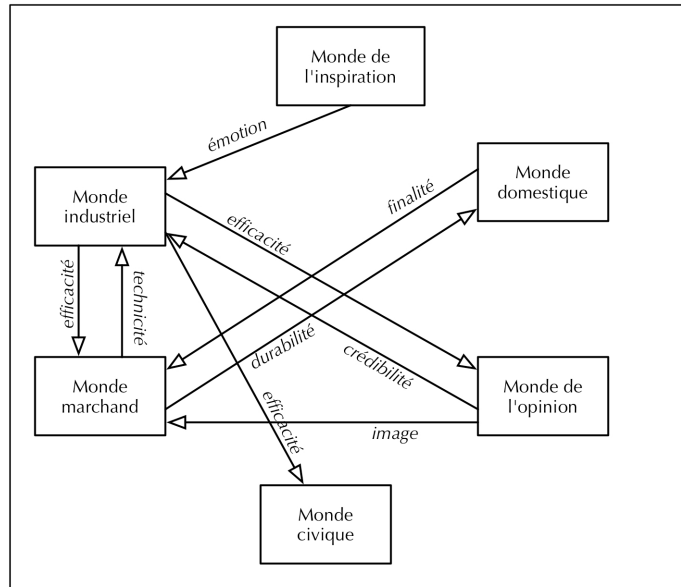 Monde de
l'inspiration
émotion
Monde
domestique
finalité
Monde
industriel
efficacité
efficacité
technicité
durabilité
crédibilité
Monde
marchand
efficacité
image
Monde de
l'opinion
Monde
civique